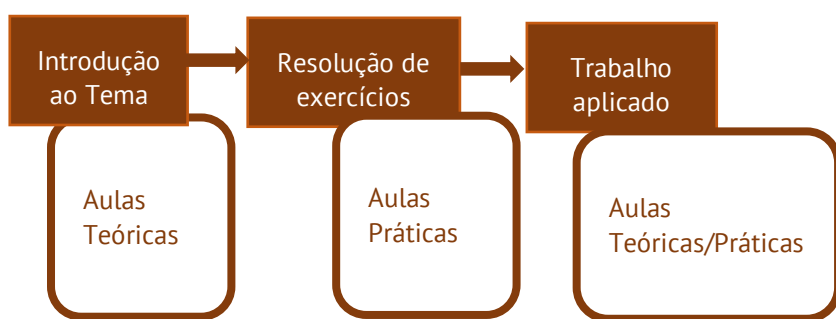 Introdução
ao Tema
Aulas
Teóricas
Resolução de
exercícios
Aulas
Práticas
Trabalho
aplicado
Aulas
Teóricas/Práticas